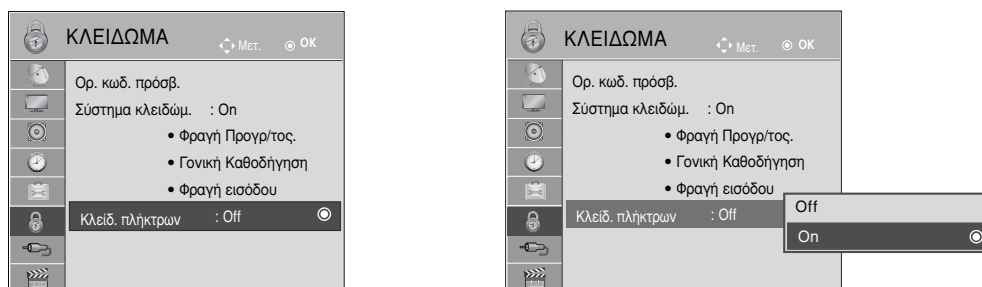 ΚΛΕΙΔΩΜΑ
Μετ. OK
Ορ. κωδ. πρόσβ.
Σύστημα κλειδώμ. : On
• Φραγή Προγρ/τος.
• Γονική Καθοδήγηση
• Φραγή εισόδου
Κλείδ. πλήκτρων : Off
ΚΛΕΙΔΩΜΑ
Μετ. OK
Ορ. κωδ. πρόσβ.
Σύστημα κλειδώμ. : On
• Φραγή Προγρ/τος.
• Γονική Καθοδήγηση
• Φραγή εισόδου
Κλείδ. πλήκτρων : Off
Off
On